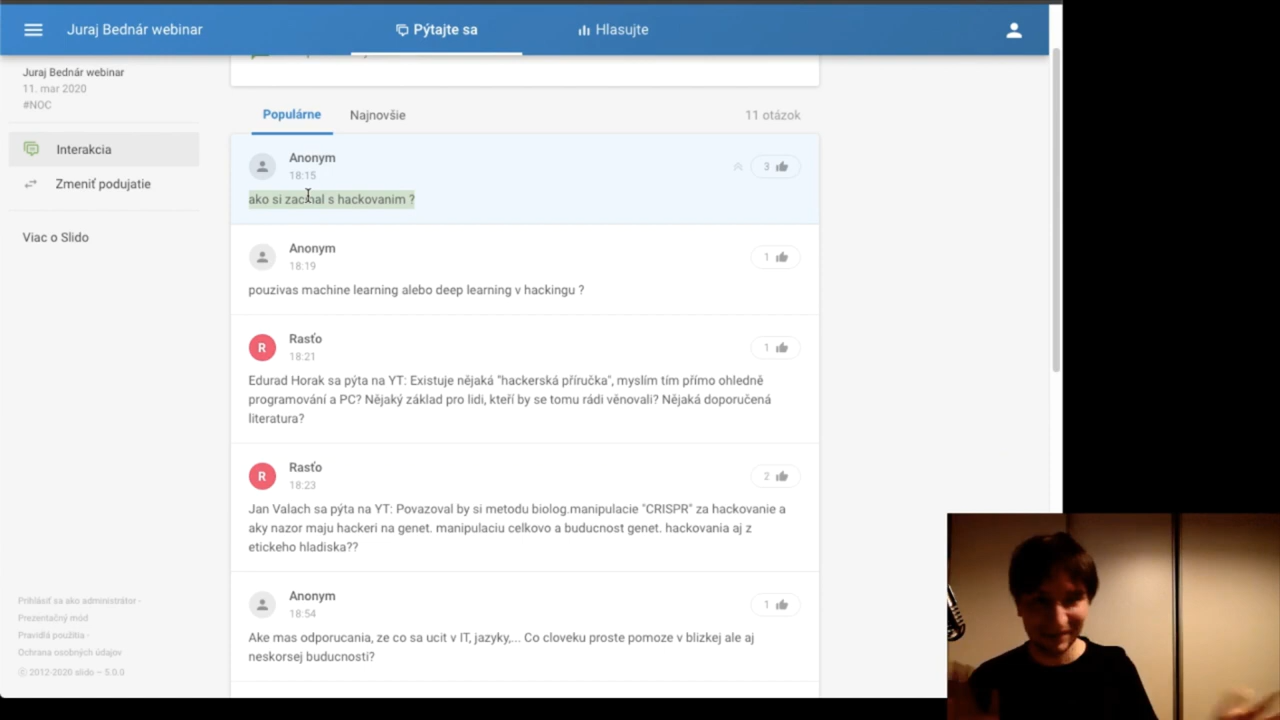 Juraj Bednár webinar
Pýtajte sa
Hlasujte
Juraj Bednár webinar
11. mar 2020
#NOC
Interakcia
Zmeniť podujatie
Viac o Slido
Populárne
Najnovšie
11 otázok
Anonym
18:15
3
ako si zacinal s hackovanim ?
Anonym
18:19
1
pouzivas machine learning alebo deep learning v hackingu ?
R
Rasťo
18:21
1
Edurad Horak sa pýta na YT: Existuje nějaká "hackerská příručka", myslím tím přímo ohledně
programování a PC? Nějaký základ pro lidi, kteří by se tomu rádi věnovali? Nějaká doporučená
literatura?
R
Rasťo
18:23
2
Jan Valach sa pýta na YT: Povazoval by si metodu biolog.manipulacie "CRISPR" za hackovanie a
aky nazor maju hackeri na genet. manipulaciu celkovo a buducnost genet. hackovania aj z
etickeho hladiska??
Anonym
18:54
1
Ake mas odporucania, ze co sa ucit v IT, jazyky,... Co cloveku proste pomoze v blizkej ale aj
neskorsej buducnosti?
Prihlásiť sa ako administrátor -
Prezentačný mód
Pravidlá použitia -
Ochrana osobných údajov
© 2012-2020 slido – 5.0.0